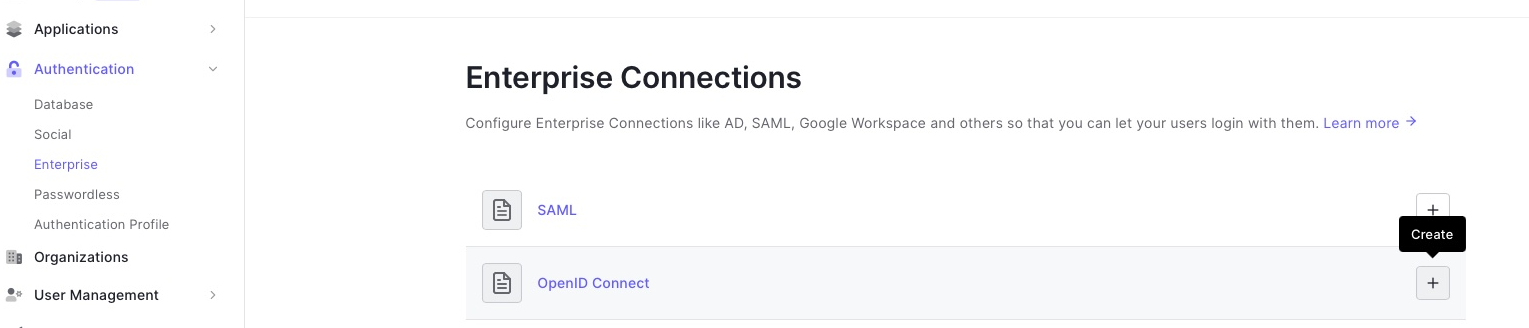 Applications
Authentication
Database
Social
Enterprise
Passwordless
Authentication Profile
Organizations
User Management
Enterprise Connections
Configure Enterprise Connections like AD, SAML, Google Workspace and others so that you can let your users login with them. Learn more →
SAML
+
Create
OpenID Connect
+